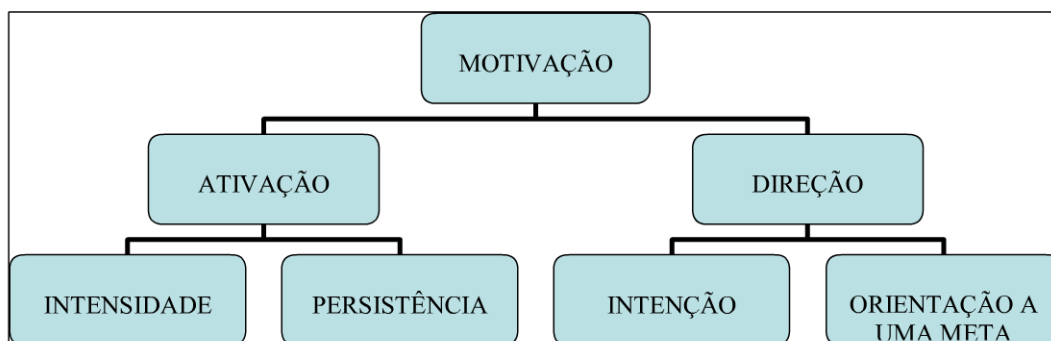 MOTIVAÇÃO
ATIVAÇÃO
DIREÇÃO
INTENSIDADE
PERSISTÊNCIA
INTENÇÃO
ORIENTAÇÃO A
UMA META